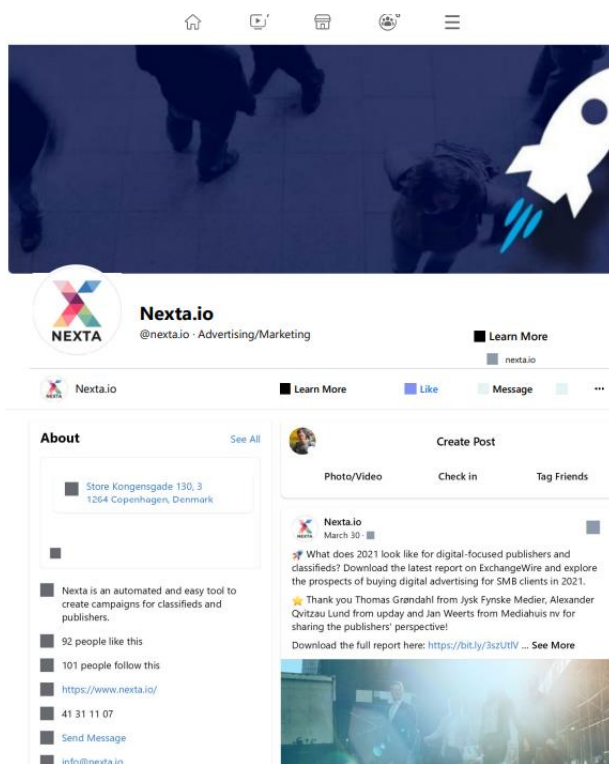 NEXTA
Nexta.io
@nexta.io · Advertising/Marketing
Learn More
nexta.io
NEXTA
Nexta.io
Learn More
Like
Message
...
About
See All
Store Kongensgade 130, 3
1264 Copenhagen, Denmark
Nexta is an automated and easy tool to
create campaigns for classifieds and
publishers.
92 people like this
101 people follow this
https://www.nexta.io/
41 31 11 07
Send Message
info@nexta.io
Create Post
Photo/Video
Check in
Tag Friends
NEXTA
Nexta.io
March 30 ·
🚀 What does 2021 look like for digital-focused publishers and
classifieds? Download the latest report on ExchangeWire and explore
the prospects of buying digital advertising for SMB clients in 2021.
⭐ Thank you Thomas Grøndahl from Jysk Fynske Medier, Alexander
Qvitzau Lund from upday and Jan Weerts from Mediahuis nv for
sharing the publishers' perspective!
Download the full report here: https://bit.ly/3szUtlV ... See More